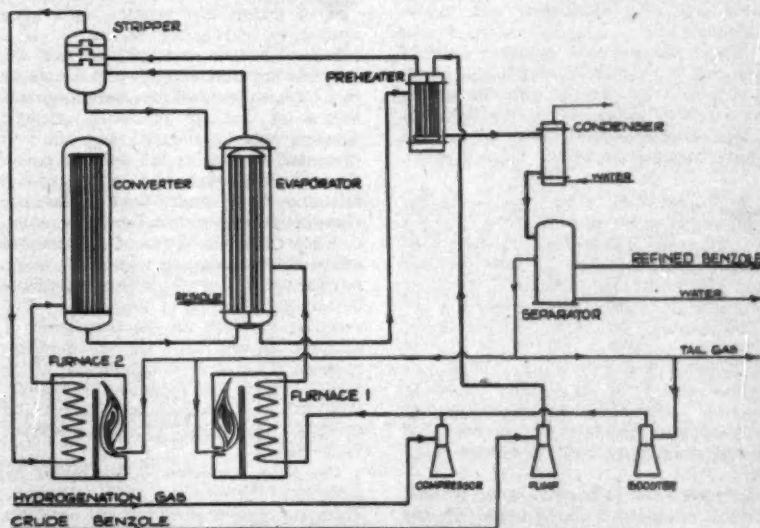 STRIPPER
PREHEATER
CONDENSER
WATER
CONVERTER
EVAPORATOR
REFINED BENZOLE
WATER
RESIDUE
SEPARATOR
FURNACE 2
TAIL GAS
FURNACE 1
COMPRESSOR
PUMP
BOOSTER
HYDROGENATION GAS
CRUDE BENZOLE